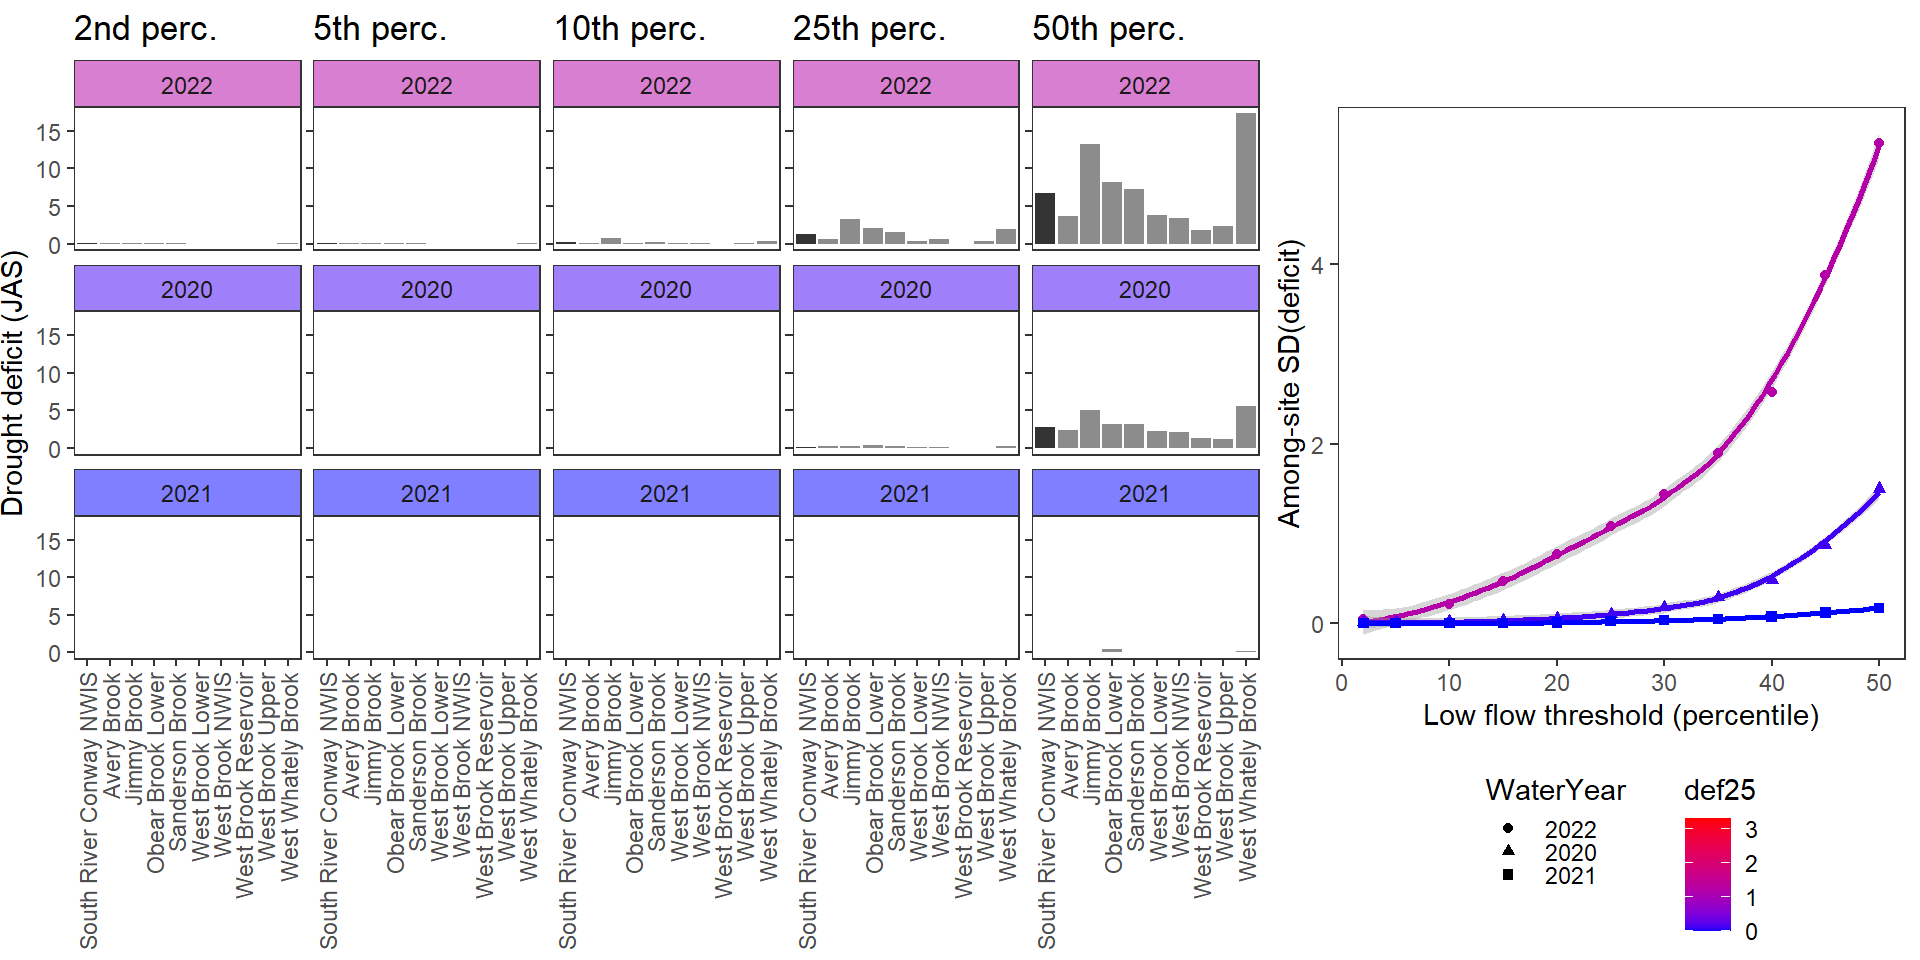 2nd perc. 5th perc. 10th perc. 25th perc. 50th perc.
2022 2022 2022 2022 2022
15
10
5
0
2020 2020 2020 2020 2020
15
10
5
0
2021 2021 2021 2021 2021
15
10
5
0
Drought deficit (JAS)
South River Conway NWIS
Avery Brook
Jimmy Brook
Obear Brook Lower
Sanderson Brook
West Brook Lower
West Brook NWIS
West Brook Reservoir
West Brook Upper
West Whately Brook
South River Conway NWIS
Avery Brook
Jimmy Brook
Obear Brook Lower
Sanderson Brook
West Brook Lower
West Brook NWIS
West Brook Reservoir
West Brook Upper
West Whately Brook
South River Conway NWIS
Avery Brook
Jimmy Brook
Obear Brook Lower
Sanderson Brook
West Brook Lower
West Brook NWIS
West Brook Reservoir
West Brook Upper
West Whately Brook
South River Conway NWIS
Avery Brook
Jimmy Brook
Obear Brook Lower
Sanderson Brook
West Brook Lower
West Brook NWIS
West Brook Reservoir
West Brook Upper
West Whately Brook
South River Conway NWIS
Avery Brook
Jimmy Brook
Obear Brook Lower
Sanderson Brook
West Brook Lower
West Brook NWIS
West Brook Reservoir
West Brook Upper
West Whately Brook
Among-site SD(deficit)
4
2
0
0 10 20 30 40 50
Low flow threshold (percentile)
WaterYear
2022
2020
2021
def25
3
2
1
0